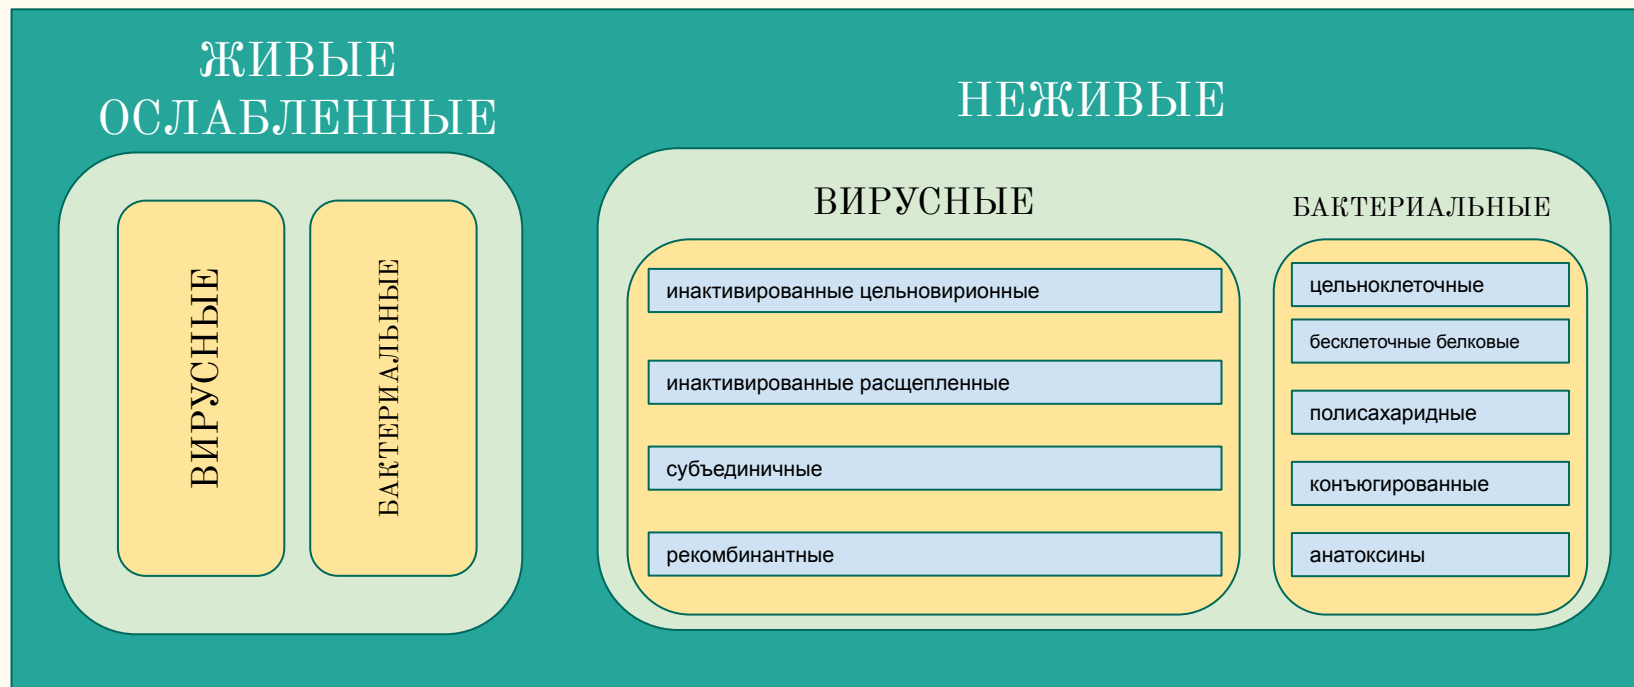 ЖИВЫЕ
ОСЛАБЛЕННЫЕ
ВИРУСНЫЕ
БАКТЕРИАЛЬНЫЕ
НЕЖИВЫЕ
ВИРУСНЫЕ
инактивированные цельновирионные
инактивированные расщепленные
субъединичные
рекомбинантные
БАКТЕРИАЛЬНЫЕ
цельноклеточные
бесклеточные белковые
полисахаридные
конъюгированные
анатоксины